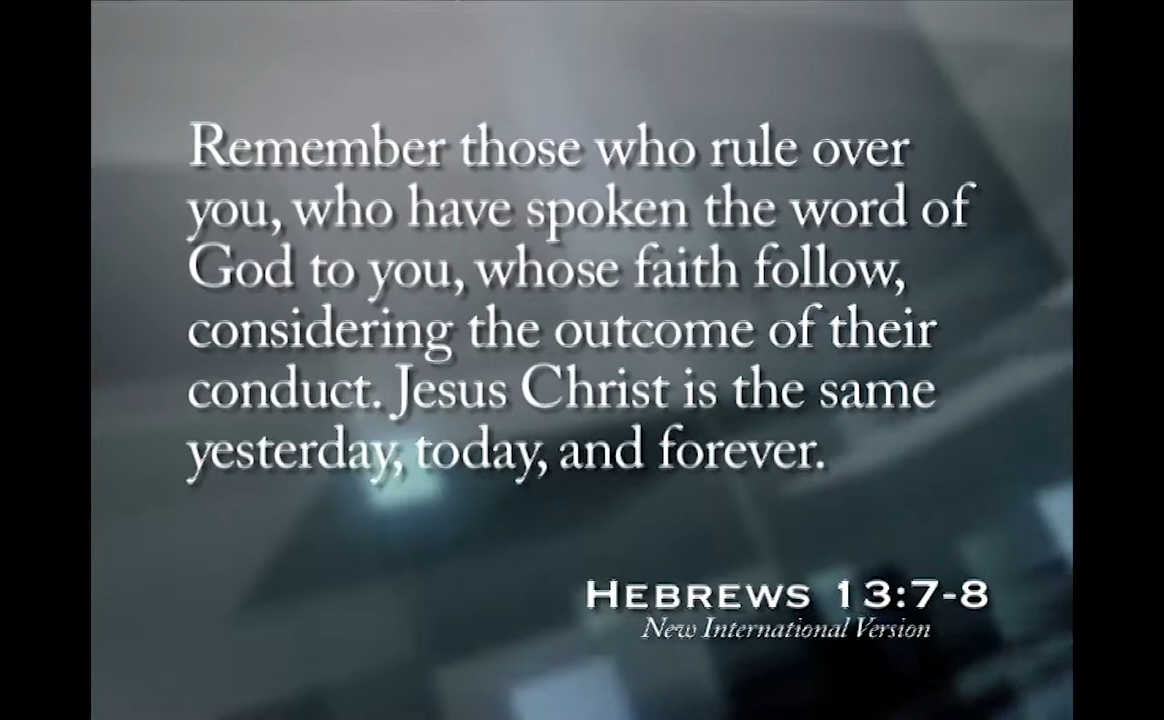 Remember those who rule over
you, who have spoken the word of
God to you, whose faith follow,
considering the outcome of their
conduct. Jesus Christ is the same
yesterday, today, and forever.
HEBREWS 13:7-8
New International Version